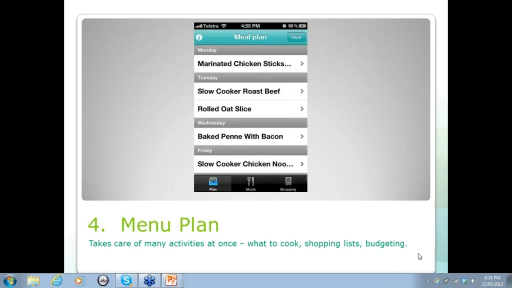 Telstra 4:55 PM 90%
Meal plan Clear
Monday
Marinated Chicken Sticks... >
Tuesday
Slow Cooker Roast Beef >
Rolled Oat Slice >
Wednesday
Baked Penne With Bacon >
Friday
Slow Cooker Chicken Noo... >
Plan Meals Shopping
4. Menu Plan
Takes care of many activities at once – what to cook, shopping lists, budgeting.